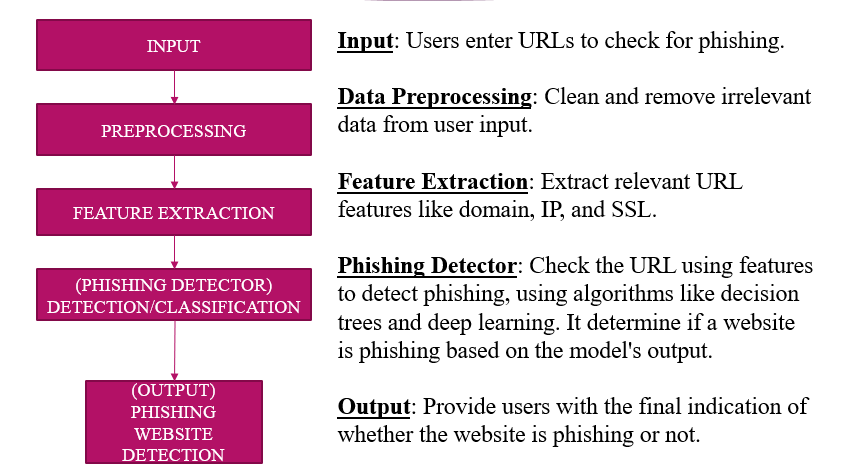 INPUT
PREPROCESSING
FEATURE EXTRACTION
(PHISHING DETECTOR)
DETECTION/CLASSIFICATION
(OUTPUT)
PHISHING
WEBSITE
DETECTION
Input: Users enter URLs to check for phishing.
Data Preprocessing: Clean and remove irrelevant
data from user input.
Feature Extraction: Extract relevant URL
features like domain, IP, and SSL.
Phishing Detector: Check the URL using features
to detect phishing, using algorithms like decision
trees and deep learning. It determine if a website
is phishing based on the model's output.
Output: Provide users with the final indication of
whether the website is phishing or not.